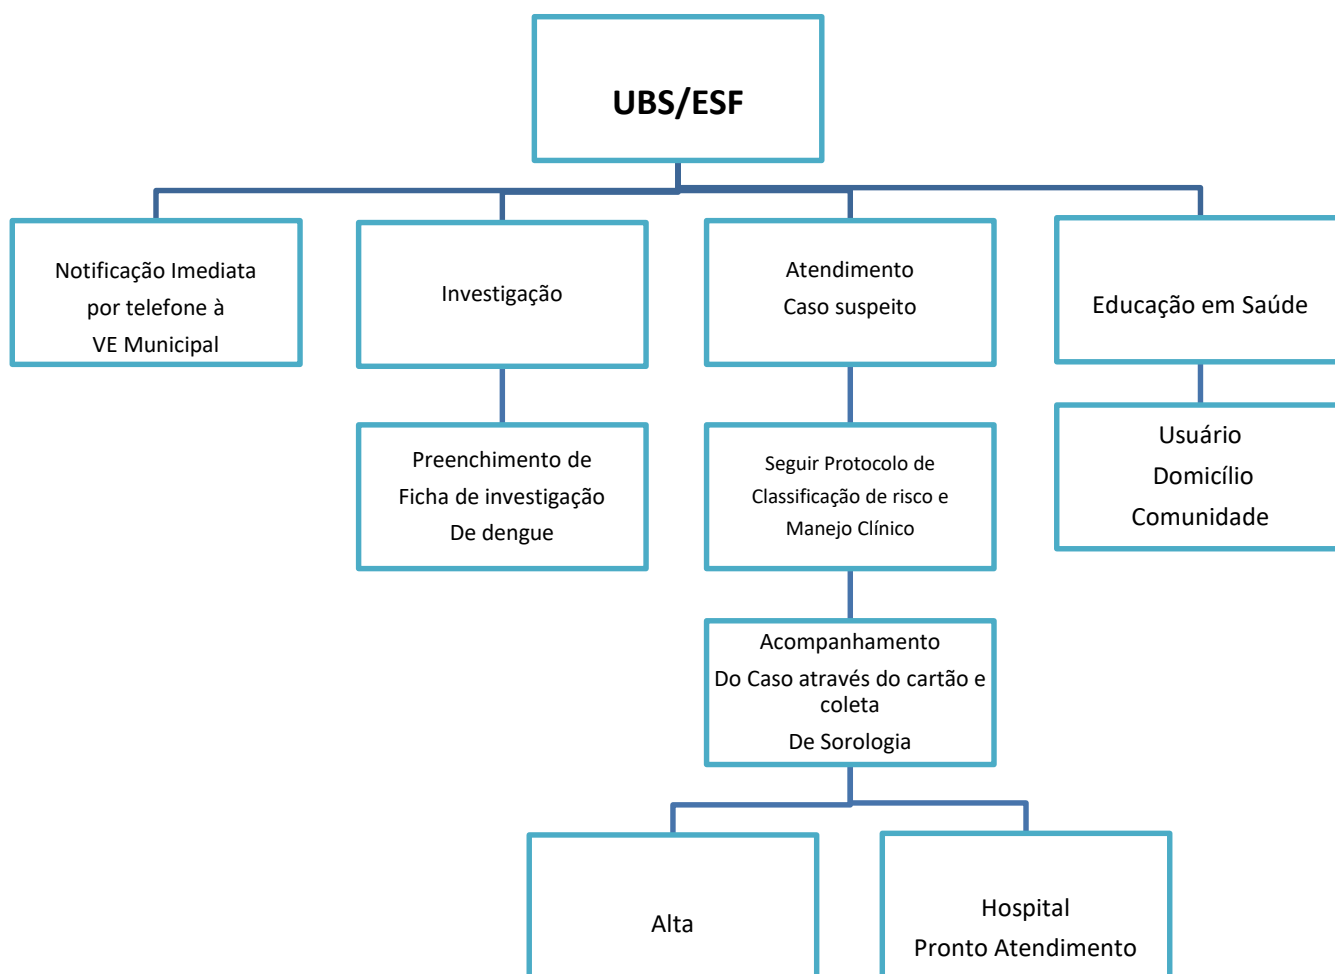 UBS/ESF
Notificação Imediata
por telefone à
VE Municipal
Investigação
Atendimento
Caso suspeito
Educação em Saúde
Preenchimento de
Ficha de investigação
De dengue
Seguir Protocolo de
Classificação de risco e
Manejo Clínico
Usuário
Domicílio
Comunidade
Acompanhamento
Do Caso através do cartão e
coleta
De Sorologia
Alta
Hospital
Pronto Atendimento